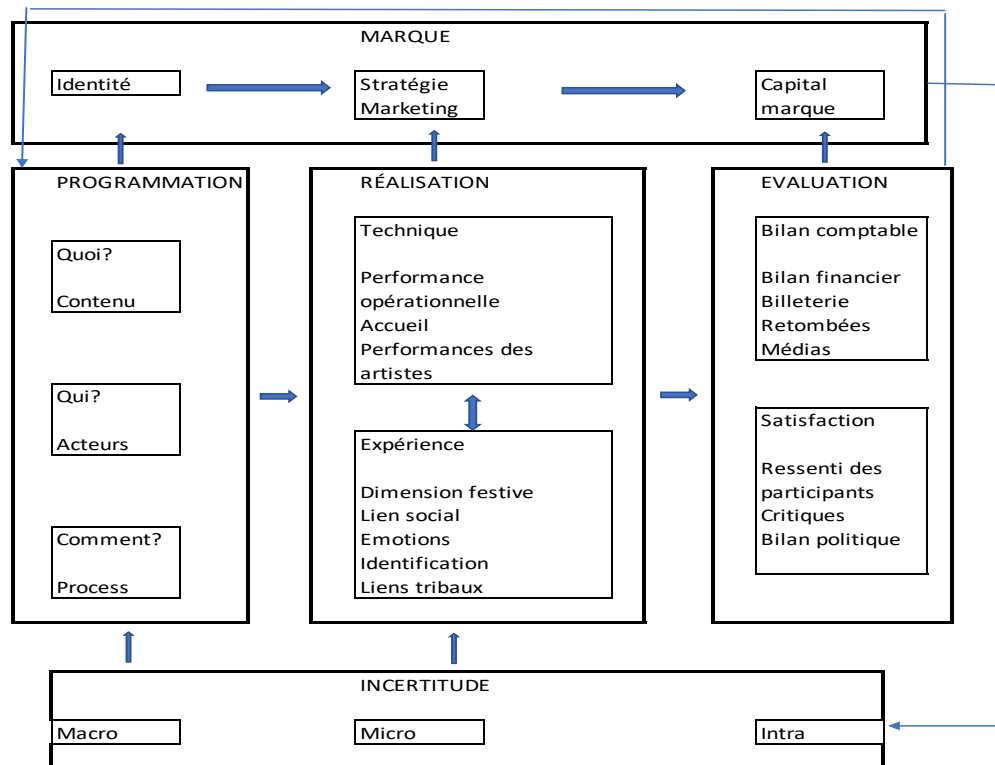 MARQUE
Identité
Stratégie
Marketing
Capital
marque
PROGRAMMATION
Quoi?
Contenu
Qui?
Acteurs
Comment?
Process
RÉALISATION
Technique
Performance
opérationnelle
Accueil
Performances des
artistes
Expérience
Dimension festive
Lien social
Emotions
Identification
Liens tribaux
EVALUATION
Bilan comptable
Bilan financier
Billeterie
Retombées
Médias
Satisfaction
Ressenti des
participants
Critiques
Bilan politique
INCERTITUDE
Macro
Micro
Intra